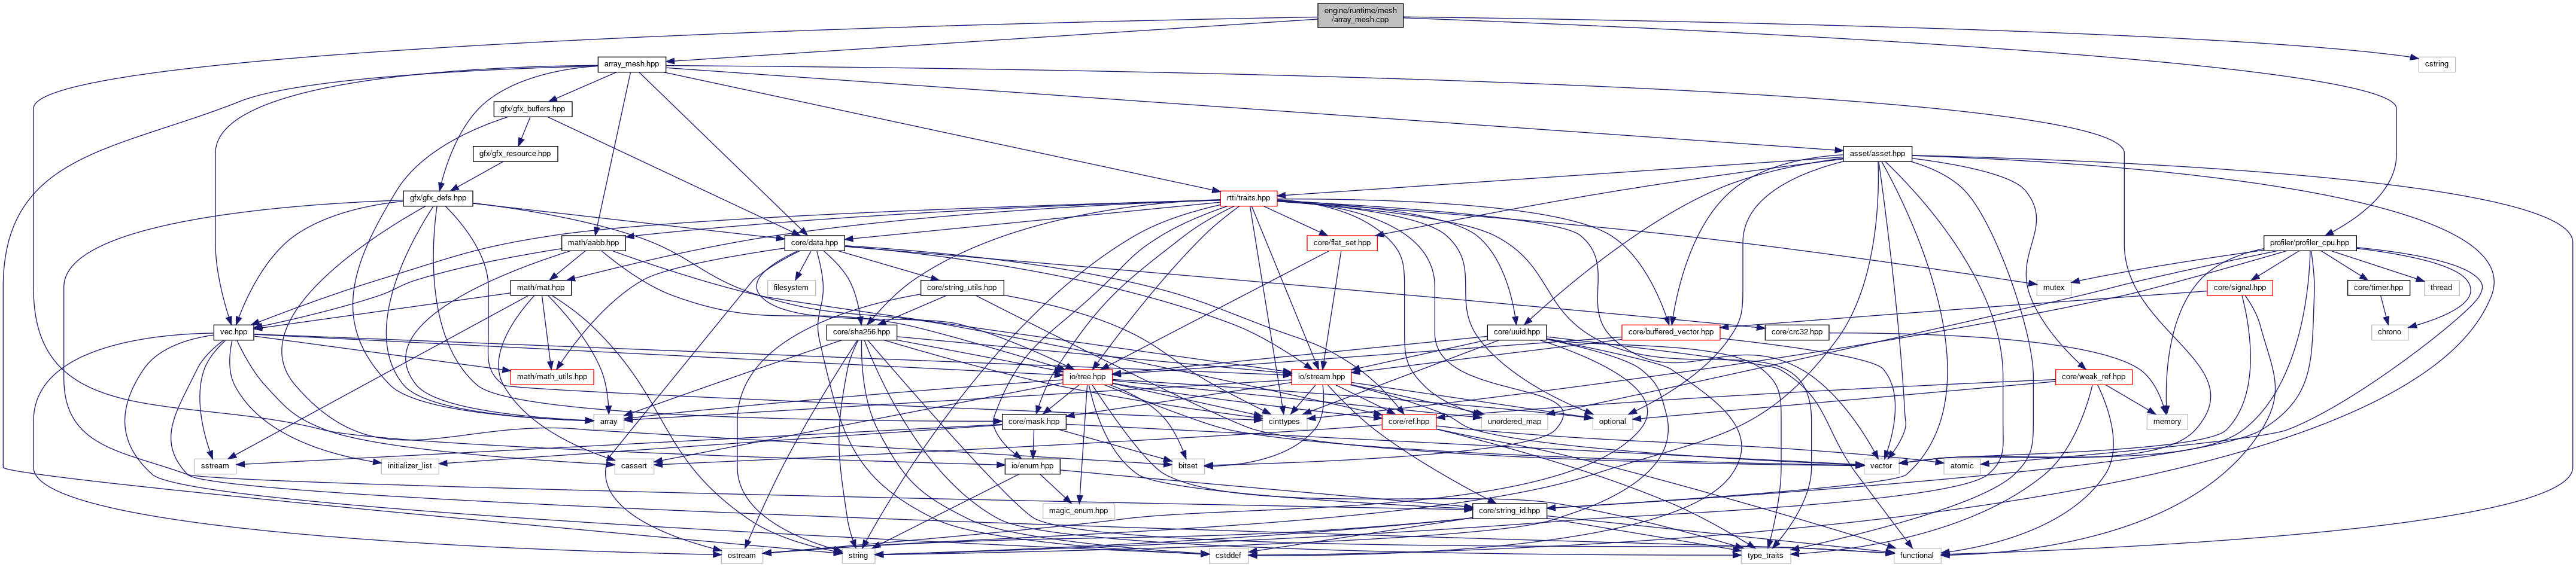 engine/runtime/mesh
/array_mesh.cpp
array_mesh.hpp
cstring
gfx/gfx_buffers.hpp
gfx/gfx_resource.hpp
asset/asset.hpp
gfx/gfx_defs.hpp
rtti/traits.hpp
math/aabb.hpp
core/data.hpp
core/flat_set.hpp
profiler/profiler_cpu.hpp
math/mat.hpp
filesystem
core/string_utils.hpp
mutex
core/signal.hpp
core/timer.hpp
thread
vec.hpp
core/sha256.hpp
core/uuid.hpp
core/buffered_vector.hpp
core/crc32.hpp
chrono
math/math_utils.hpp
io/tree.hpp
io/stream.hpp
core/weak_ref.hpp
array
core/mask.hpp
cinttypes
core/ref.hpp
unordered_map
optional
memory
sstream
initializer_list
cassert
io/enum.hpp
bitset
vector
atomic
magic_enum.hpp
core/string_id.hpp
ostream
string
cstddef
type_traits
functional